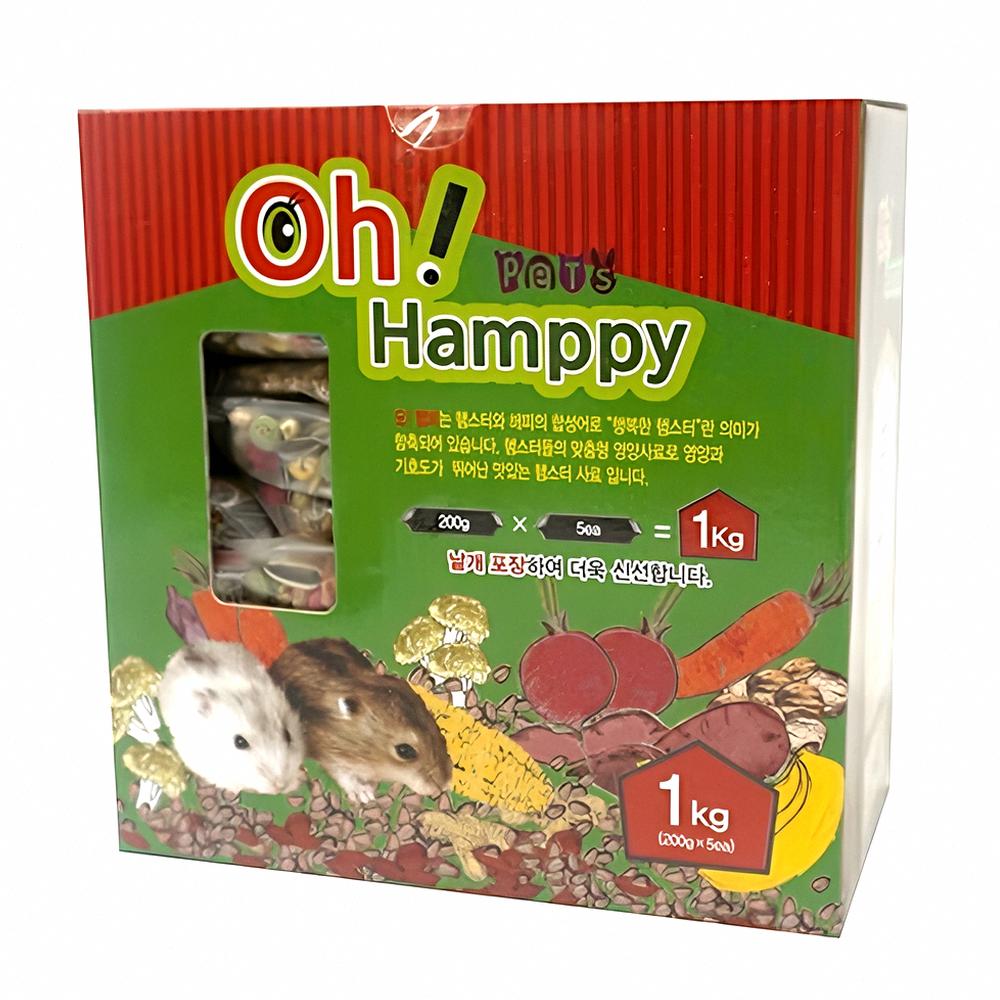 Oh!
Pets
Hamppy
는 햄스터와 해피의 합성어로 "행복한 햄스터"란 의미가
함축되어 있습니다. 햄스터들의 맞춤형 영양사료로 영양과
기호도가 뛰어난 맛있는 햄스터 사료 입니다.
200g × 5ea = 1Kg
낱개 포장하여 더욱 신선합니다.
1kg
(200g × 5ea)